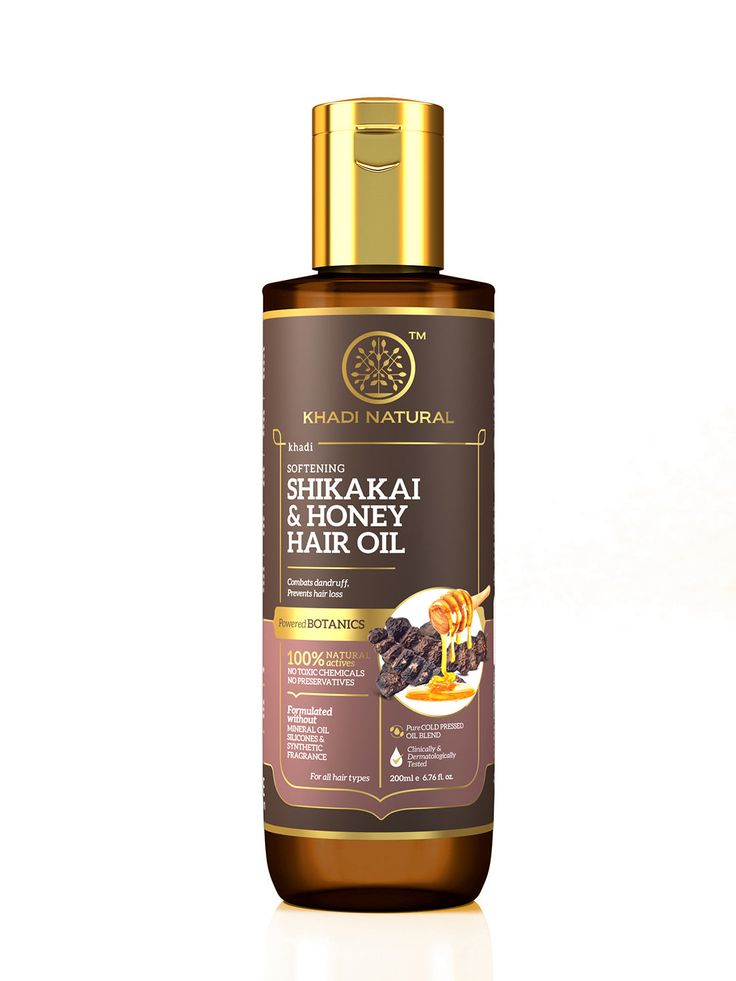 TM
KHADI NATURAL
khadi
SOFTENING
SHIKAKAI
& HONEY
HAIR OIL
Combats dandruff,
Prevents hair loss
Powered BOTANICS
100% NATURAL
actives
NO TOXIC CHEMICALS
NO PRESERVATIVES
Formulated
without
MINERAL OIL
SILICONES &
SYNTHETIC
FRAGRANCE
For all hair types
Pure COLD PRESSED
OIL BLEND
Clinically &
Dermatologically
Tested
200ml e 6.76 fl. oz.